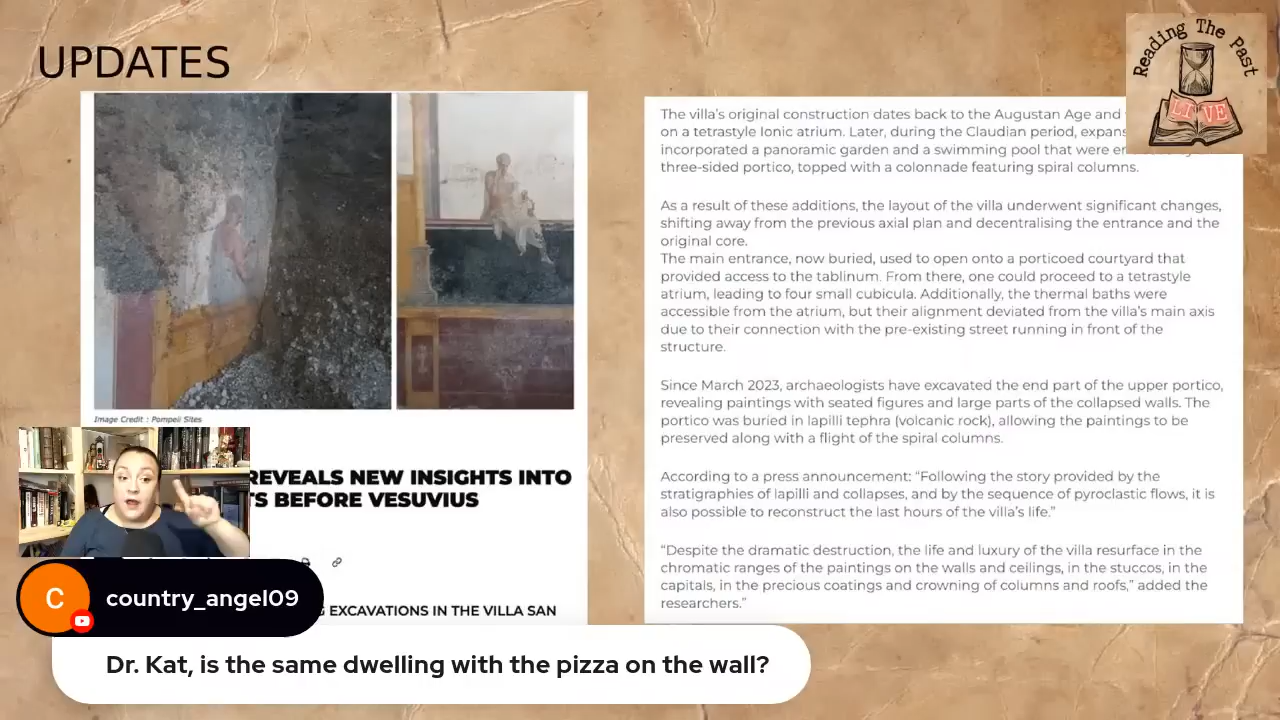 UPDATES
Reading The Past
LIVE
The villa's original construction dates back to the Augustan Age and
on a tetrastyle Ionic atrium. Later, during the Claudian period,
incorporated a panoramic garden and a swimming pool that were
three-sided portico, topped with a colonnade featuring spiral columns.
As a result of these additions, the layout of the villa underwent significant changes,
shifting away from the previous axial plan and decentralising the entrance and the
original core.
The main entrance, now buried, used to open onto a porticoed courtyard that
provided access to the tablinum. From there, one could proceed to a tetrastyle
atrium, leading to four small cubicula. Additionally, the thermal baths were
accessible from the atrium, but their alignment deviated from the villa's main axis
due to their connection with the pre-existing street running in front of the
structure.
Since March 2023, archaeologists have excavated the end part of the upper portico,
revealing paintings with seated figures and large parts of the collapsed walls. The
portico was buried in lapilli tephra (volcanic rock), allowing the paintings to be
preserved along with a flight of the spiral columns.
According to a press announcement: “Following the story provided by the
stratigraphies of lapilli and collapses, and by the sequence of pyroclastic flows, it is
also possible to reconstruct the last hours of the villa's life.”
“Despite the dramatic destruction, the life and luxury of the villa resurface in the
chromatic ranges of the paintings on the walls and ceilings, in the stuccos, in the
capitals, in the precious coatings and crowning of columns and roofs,” added the
researchers.”
Image Credit : Pompeii Sites
REVEALS NEW INSIGHTS INTO
BEFORE VESUVIUS
EXCAVATIONS IN THE VILLA SAN
C
country_angel09
Dr. Kat, is the same dwelling with the pizza on the wall?